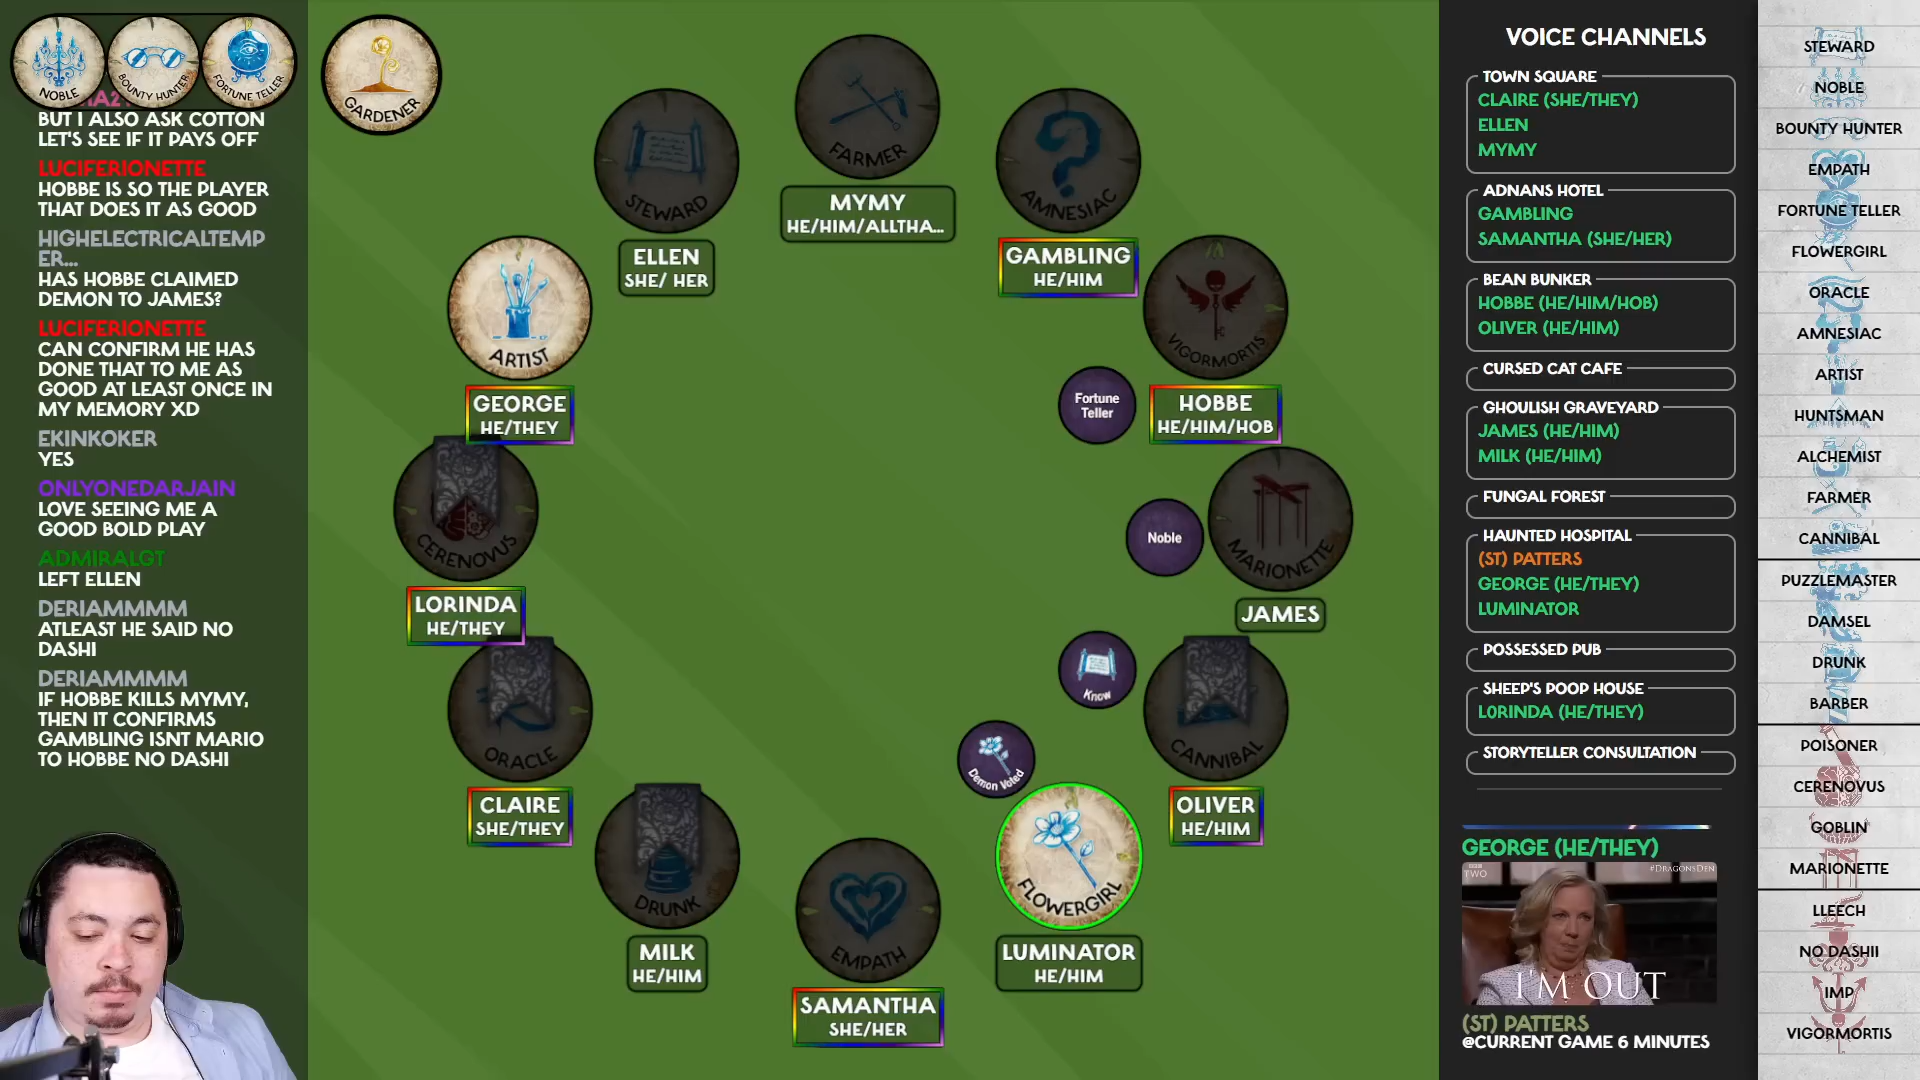 NOBLE
BOUNTY HUNTER
FORTUNE TELLER
BUT I ALSO ASK COTTON
LET'S SEE IF IT PAYS OFF
LUCIFERIONETTE
HOBBE IS SO THE PLAYER
THAT DOES IT AS GOOD
HIGHELECTRICALTEMP
ER...
HAS HOBBE CLAIMED
DEMON TO JAMES?
LUCIFERIONETTE
CAN CONFIRM HE HAS
DONE THAT TO ME AS
GOOD AT LEAST ONCE IN
MY MEMORY XD
EKINKOKER
YES
ONLYONEDARJAIN
LOVE SEEING ME A
GOOD BOLD PLAY
ADMIRALGT
LEFT ELLEN
DERIAMMMM
ATLEAST HE SAID NO
DASHI
DERIAMMMM
IF HOBBE KILLS MYMY,
THEN IT CONFIRMS
GAMBLING ISNT MARIO
TO HOBBE NO DASHI
GARDENER
STEWARD
ELLEN
SHE/ HER
FARMER
MYMY
HE/HIM/ALLTHA...
AMNESIAC
GAMBLING
HE/HIM
ARTIST
GEORGE
HE/THEY
VIGORMORTIS
HOBBE
HE/HIM/HOB
Fortune
Teller
CERENOVUS
LORINDA
HE/THEY
Noble
MARIONETTE
JAMES
ORACLE
CLAIRE
SHE/THEY
Know
CANNIBAL
OLIVER
HE/HIM
DRUNK
MILK
HE/HIM
EMPATH
SAMANTHA
SHE/HER
Demon Voted
FLOWERGIRL
LUMINATOR
HE/HIM
VOICE CHANNELS
TOWN SQUARE
CLAIRE (SHE/THEY)
ELLEN
MYMY
ADNANS HOTEL
GAMBLING
SAMANTHA (SHE/HER)
BEAN BUNKER
HOBBE (HE/HIM/HOB)
OLIVER (HE/HIM)
CURSED CAT CAFE
GHOULISH GRAVEYARD
JAMES (HE/HIM)
MILK (HE/HIM)
FUNGAL FOREST
HAUNTED HOSPITAL
(ST) PATTERS
GEORGE (HE/THEY)
LUMINATOR
POSSESSED PUB
SHEEP'S POOP HOUSE
LORINDA (HE/THEY)
STORYTELLER CONSULTATION
GEORGE (HE/THEY)
TWO
#DRAGONSDEN
I'M OUT
(ST) PATTERS
@CURRENT GAME 6 MINUTES
STEWARD
NOBLE
BOUNTY HUNTER
EMPATH
FORTUNE TELLER
FLOWERGIRL
ORACLE
AMNESIAC
ARTIST
HUNTSMAN
ALCHEMIST
FARMER
CANNIBAL
PUZZLEMASTER
DAMSEL
DRUNK
BARBER
POISONER
CERENOVUS
GOBLIN
MARIONETTE
LLEECH
NO DASHII
IMP
VIGORMORTIS